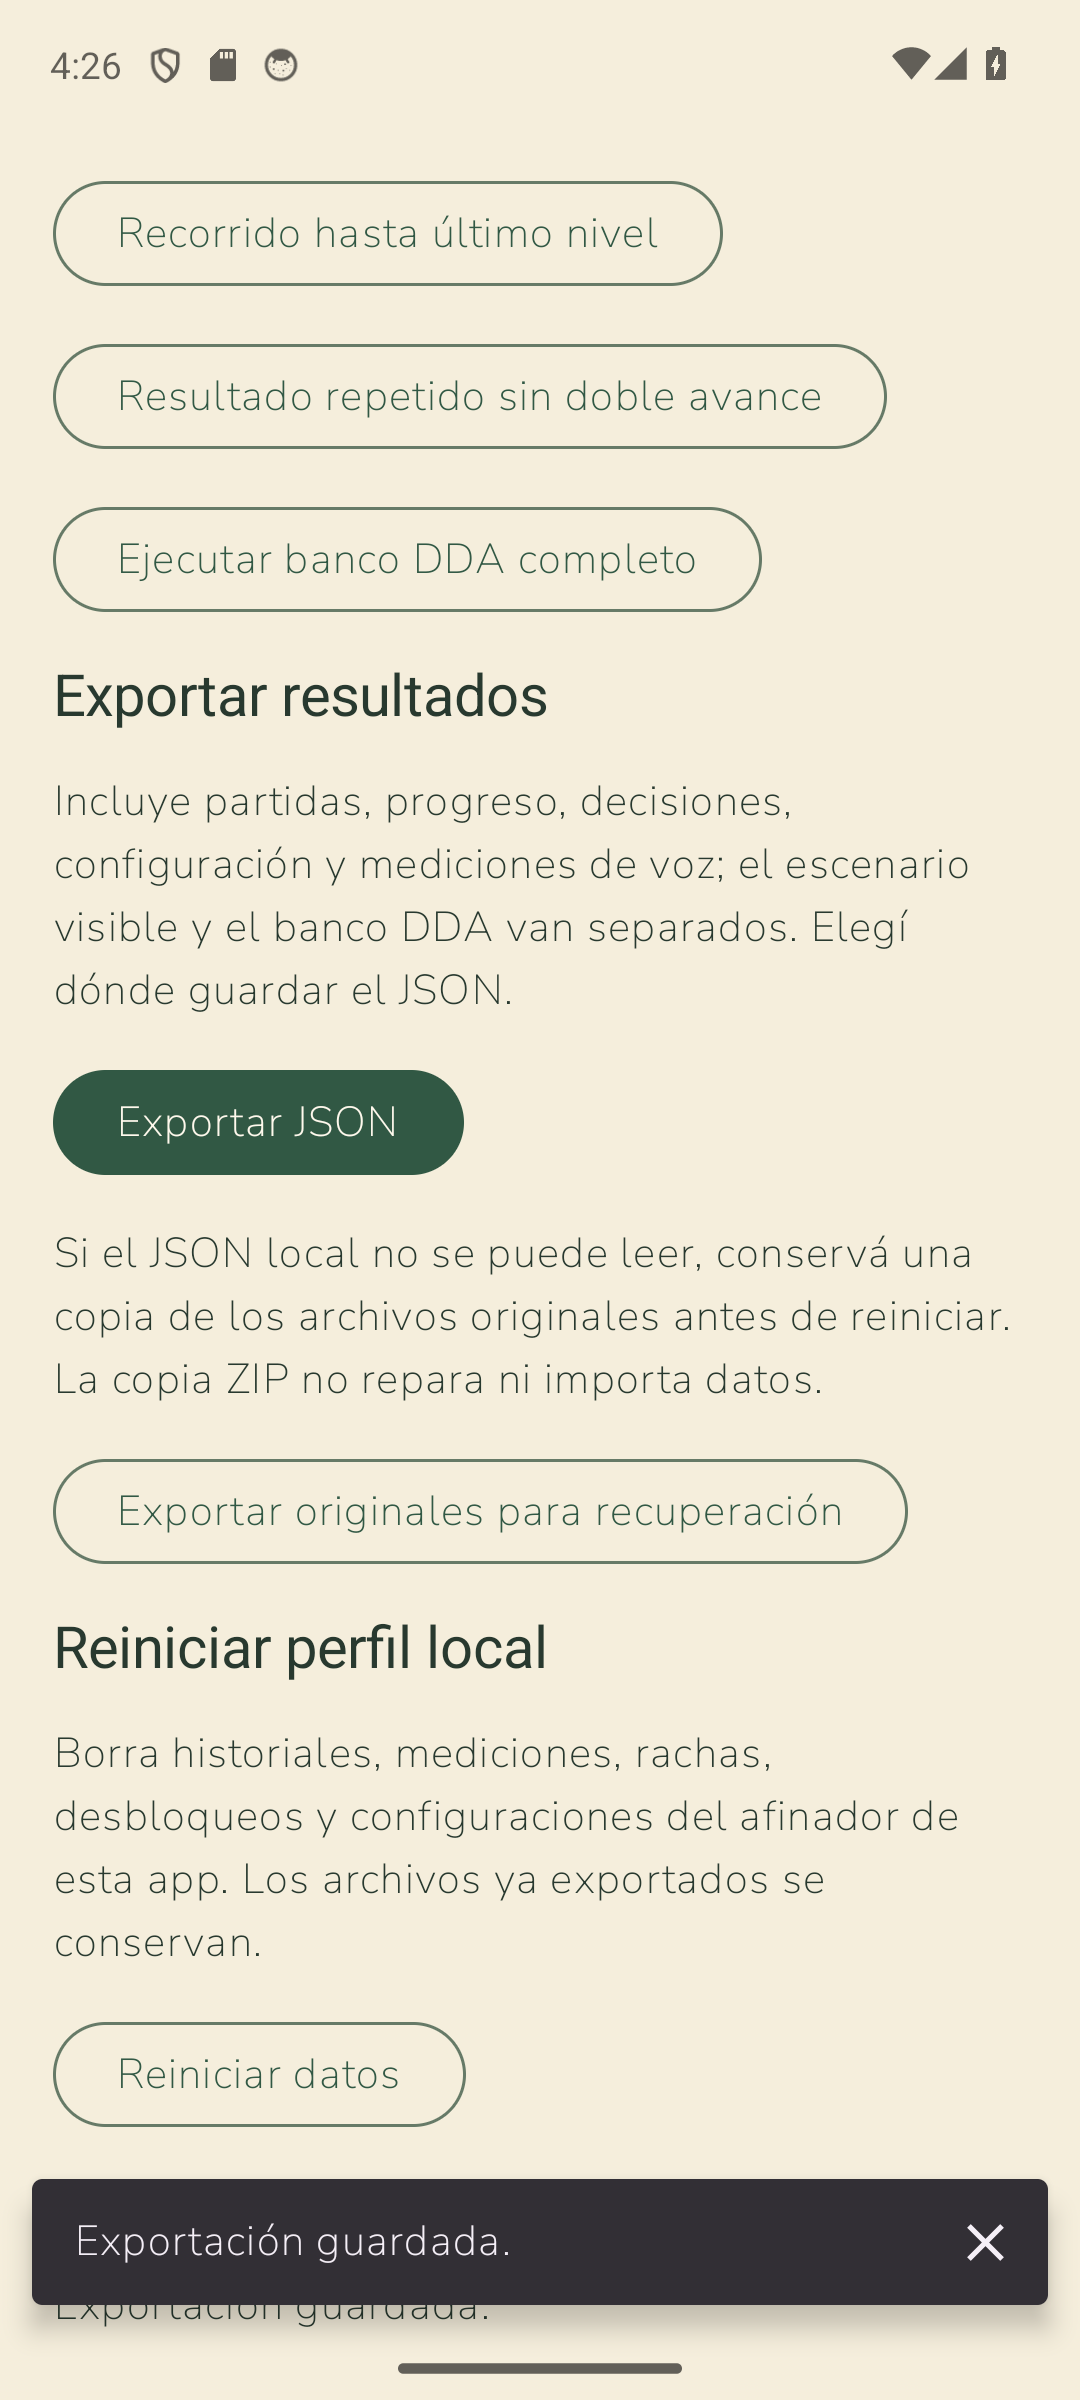 4:26
Recorrido hasta último nivel
Resultado repetido sin doble avance
Ejecutar banco DDA completo
Exportar resultados
Incluye partidas, progreso, decisiones,
configuración y mediciones de voz; el escenario
visible y el banco DDA van separados. Elegí
dónde guardar el JSON.
Exportar JSON
Si el JSON local no se puede leer, conservá una
copia de los archivos originales antes de reiniciar.
La copia ZIP no repara ni importa datos.
Exportar originales para recuperación
Reiniciar perfil local
Borra historiales, mediciones, rachas,
desbloqueos y configuraciones del afinador de
esta app. Los archivos ya exportados se
conservan.
Reiniciar datos
Exportación guardada.
Exportación guardada.